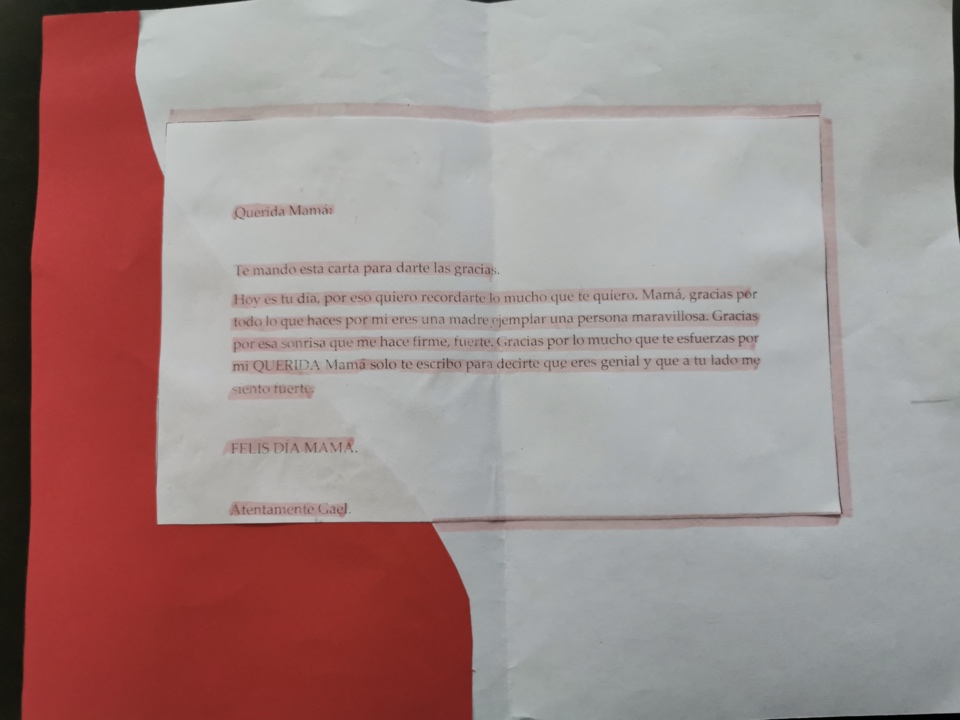 Querida Mamá:
Te mando esta carta para darte las gracias.
Hoy es tu día, por eso quiero recordarte lo mucho que te quiero. Mamá, gracias por
todo lo que haces por mi eres una madre ejemplar una persona maravillosa. Gracias
por esa sonrisa que me hace firme, fuerte. Gracias por lo mucho que te esfuerzas por
mi QUERIDA Mamá solo te escribo para decirte que eres genial y que a tu lado me
siento fuerte.
FELIS DÍA MAMÁ.
Atentamente Gael.